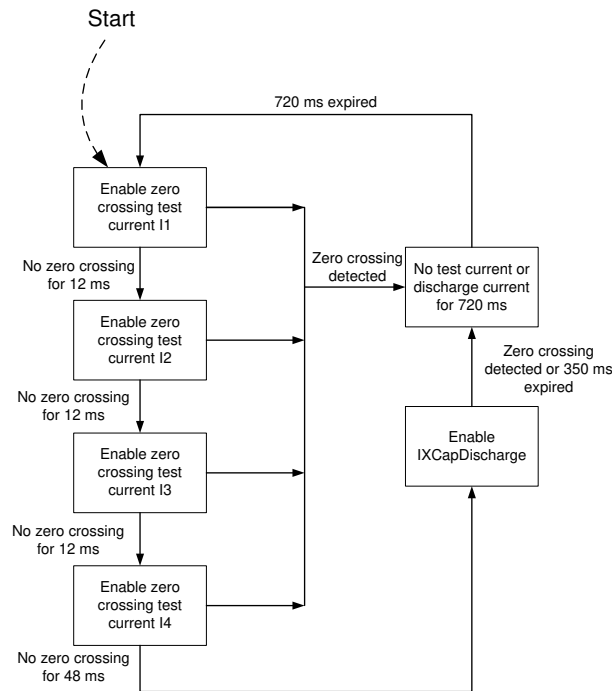 Start
720 ms expired
Enable zero
crossing test
current I1
No zero crossing
for 12 ms
Zero crossing
detected
No test current or
discharge current
for 720 ms
Enable zero
crossing test
current I2
Zero crossing
detected or 350 ms
expired
No zero crossing
for 12 ms
Enable zero
crossing test
current I3
Enable
IXCapDischarge
No zero crossing
for 12 ms
Enable zero
crossing test
current I4
No zero crossing
for 48 ms